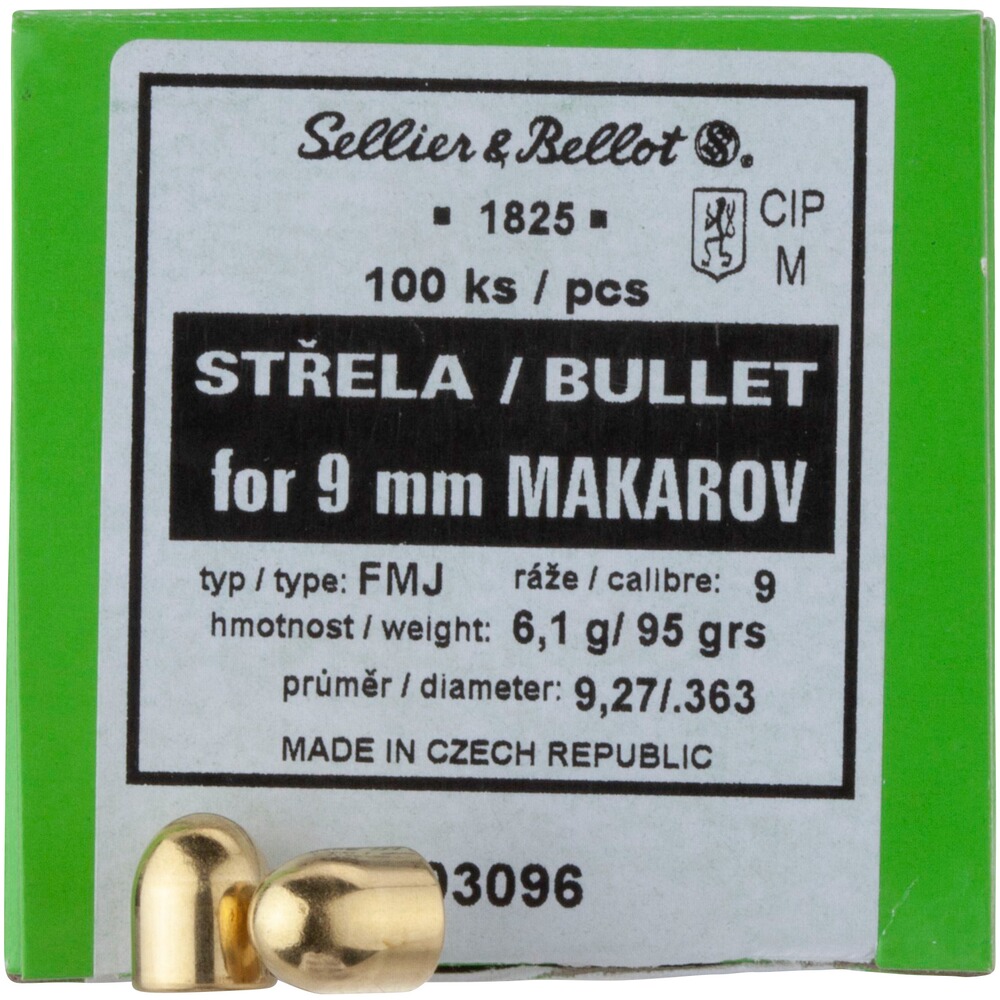 Sellier & Bellot S.
▪ 1825 ▪
CIP
M
100 ks / pcs
STŘELA / BULLET
for 9 mm MAKAROV
typ / type: FMJ ráže / calibre: 9
hmotnost / weight: 6,1 g/ 95 grs
průměr / diameter: 9,27/.363
MADE IN CZECH REPUBLIC
03096